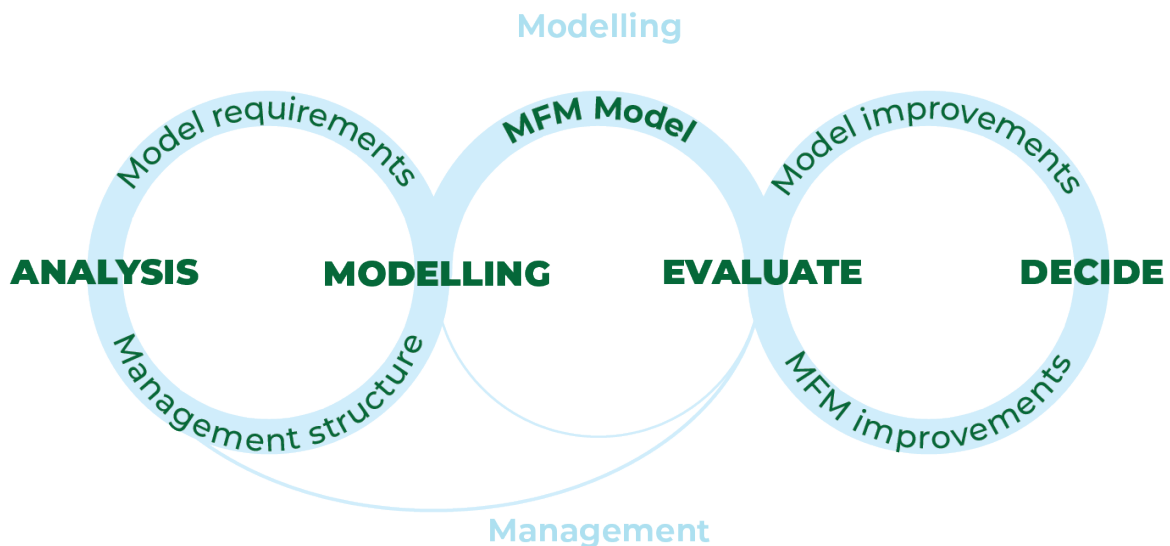 Modelling
Model requirements
MFM Model
Model improvements
ANALYSIS
MODELLING
EVALUATE
DECIDE
Management structure
MFM improvements
Management